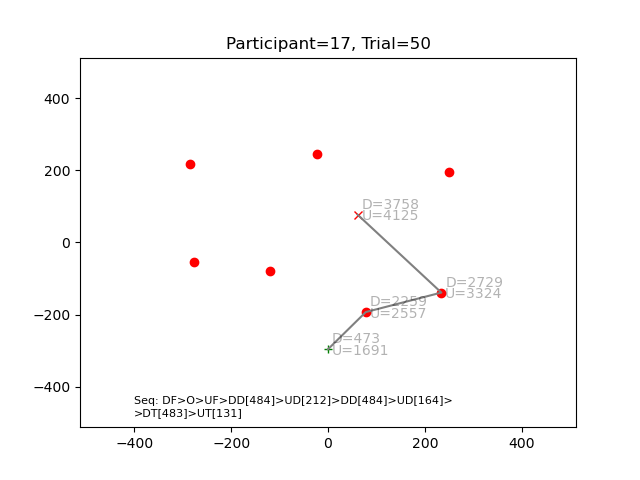 Participant=17, Trial=50
400
200
0
−200
−400
D=3758
U=4125
D=2729
U=3324
D=2259
U=2557
D=473
U=1691
Seq: DF>O>UF>DD[484]>UD[212]>DD[484]>UD[164]>
>DT[483]>UT[131]
−400
−200
0
200
400